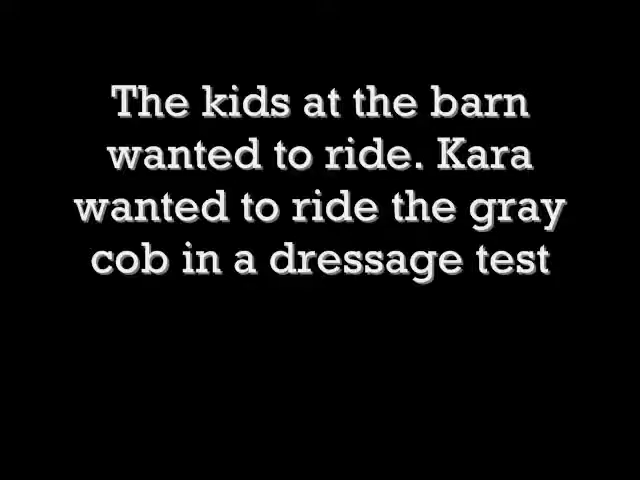 The kids at the barn
wanted to ride. Kara
wanted to ride the gray
cob in a dressage test